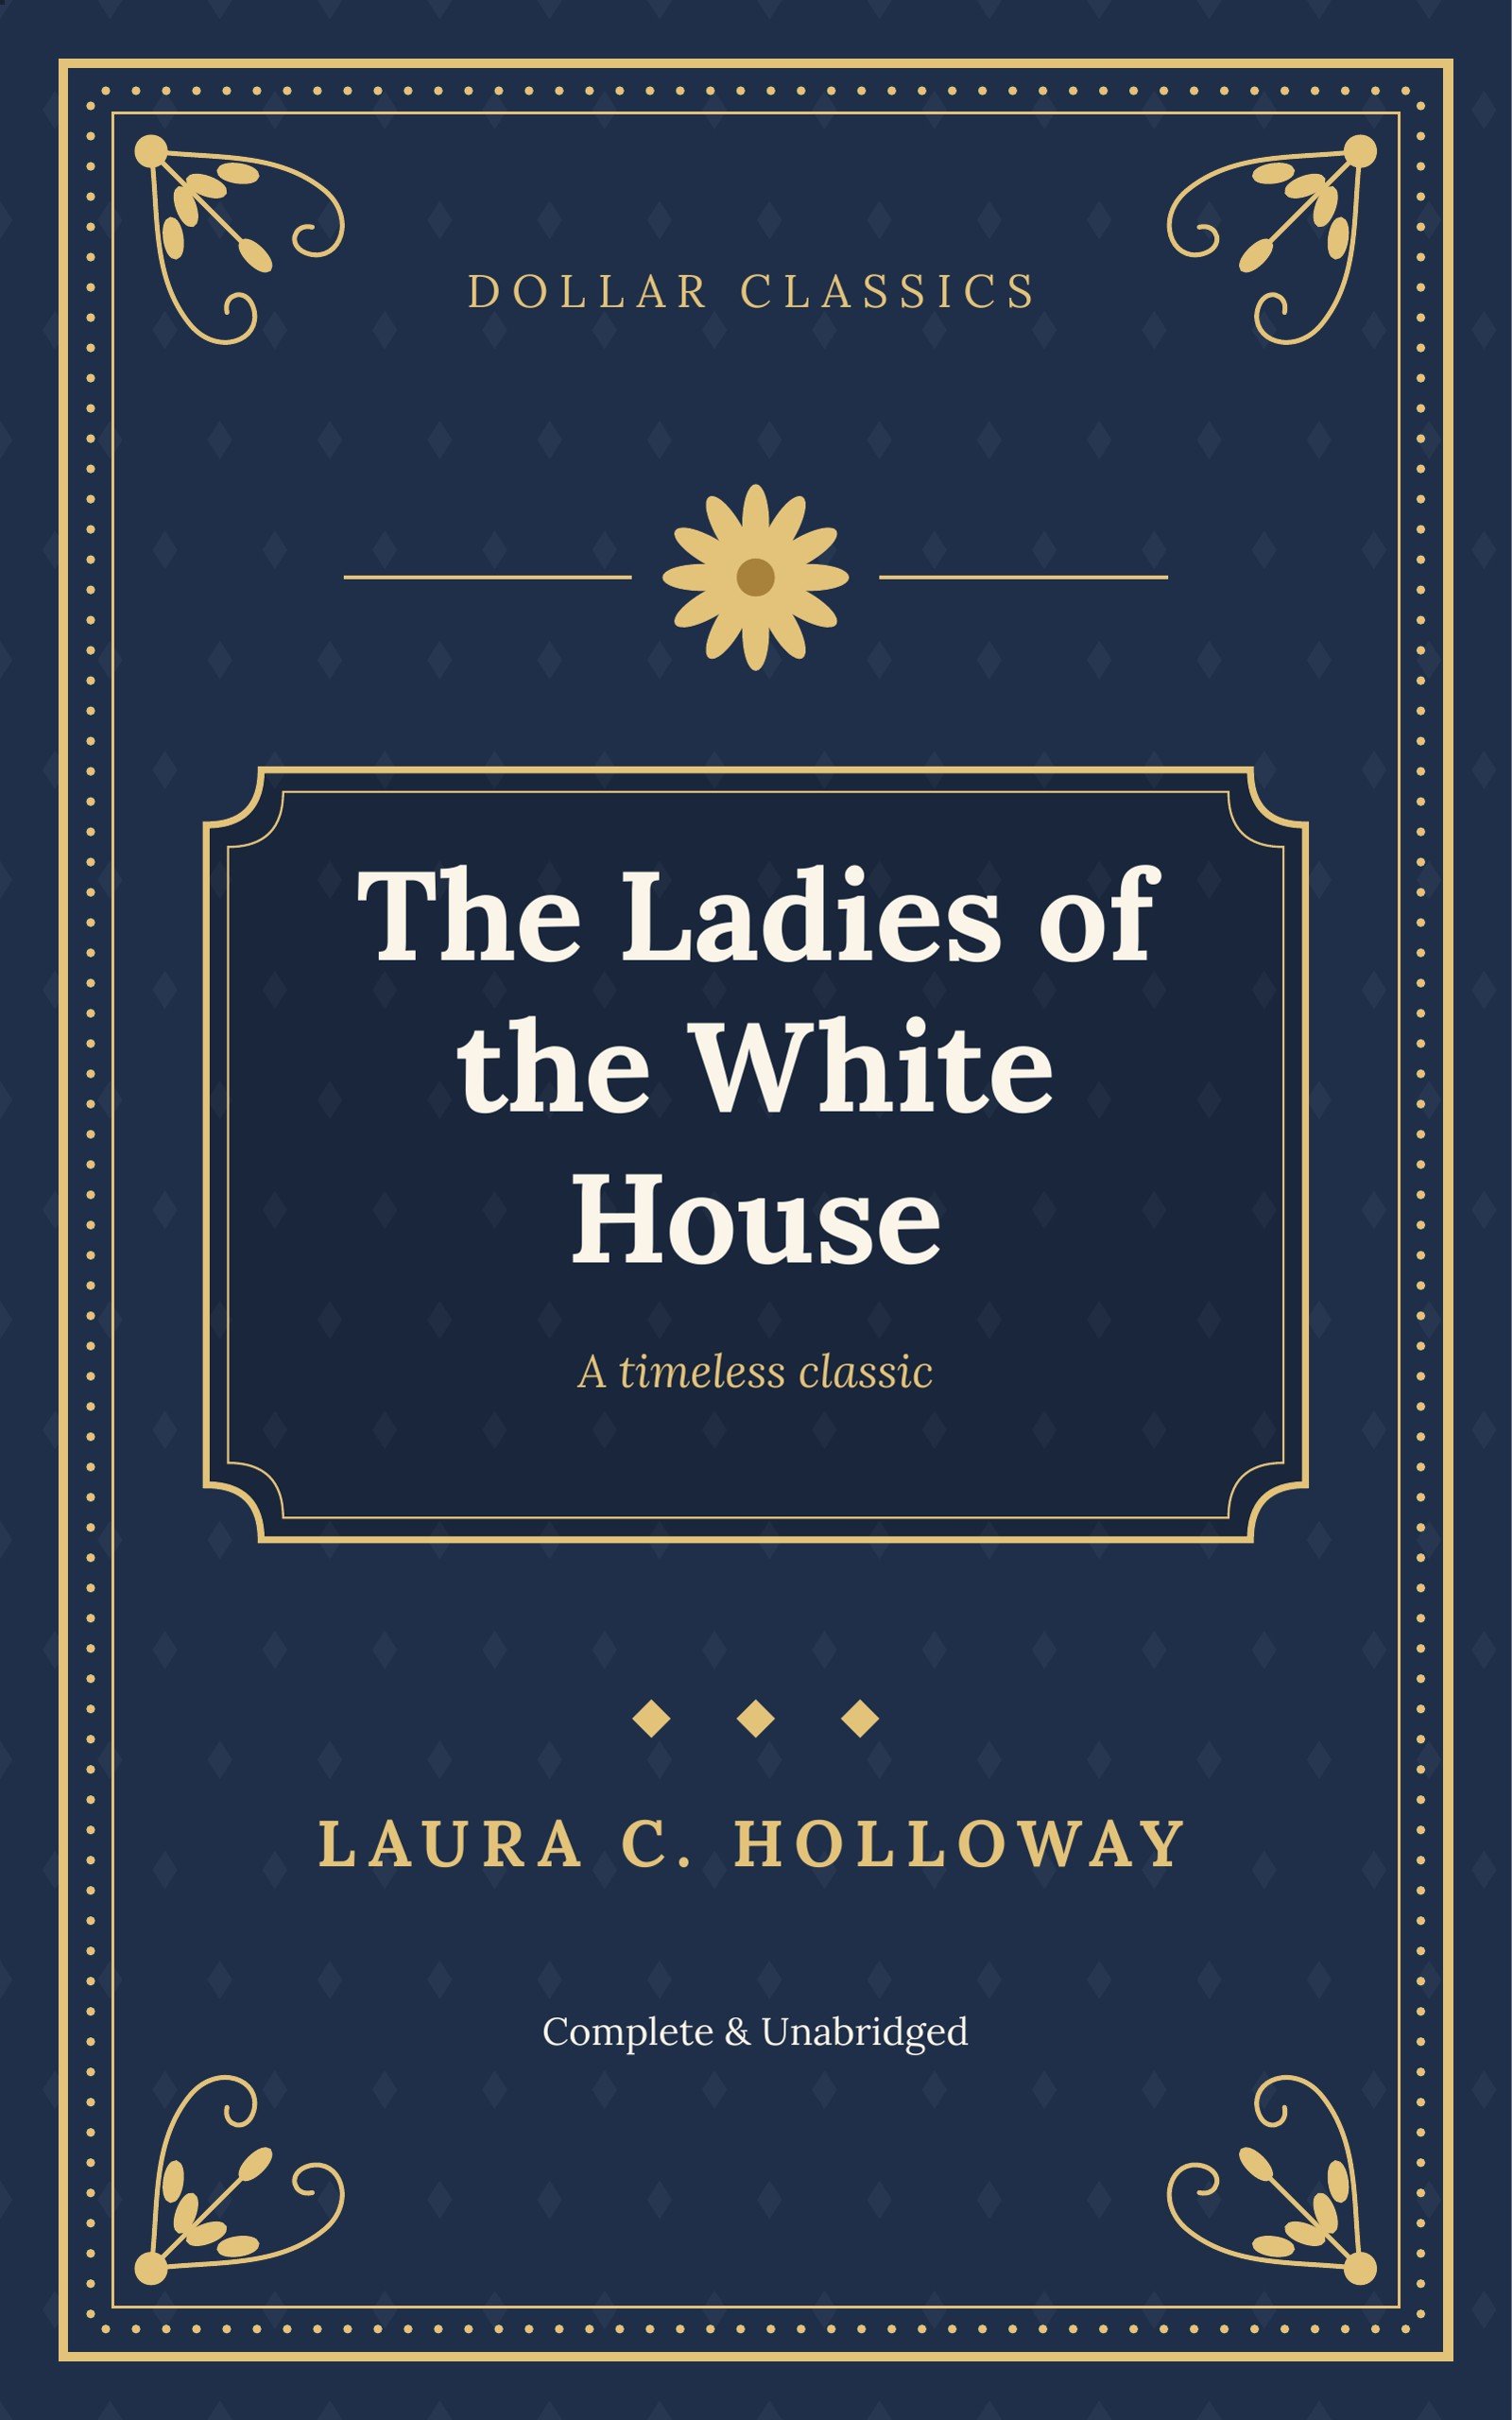 DOLLAR CLASSICS
The Ladies of
the White
House
A timeless classic
LAURA C. HOLLOWAY
Complete & Unabridged